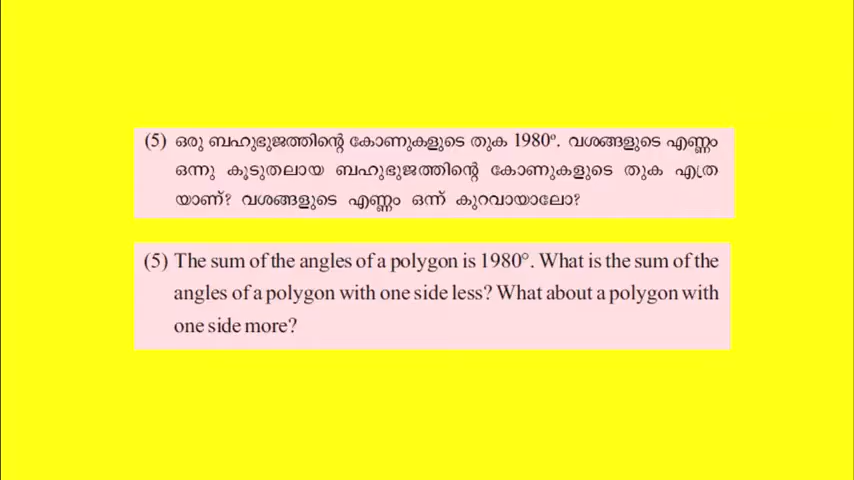 (5) ഒരു ബഹുഭുജത്തിന്റെ കോണുകളുടെ തുക 1980°. വശങ്ങളുടെ എണ്ണം
ഒന്നു കൂടുതലായ ബഹുഭുജത്തിന്റെ കോണുകളുടെ തുക എത്ര
യാണ്? വശങ്ങളുടെ എണ്ണം ഒന്ന് കുറവായാലോ?
(5) The sum of the angles of a polygon is 1980°. What is the sum of the
angles of a polygon with one side less? What about a polygon with
one side more?